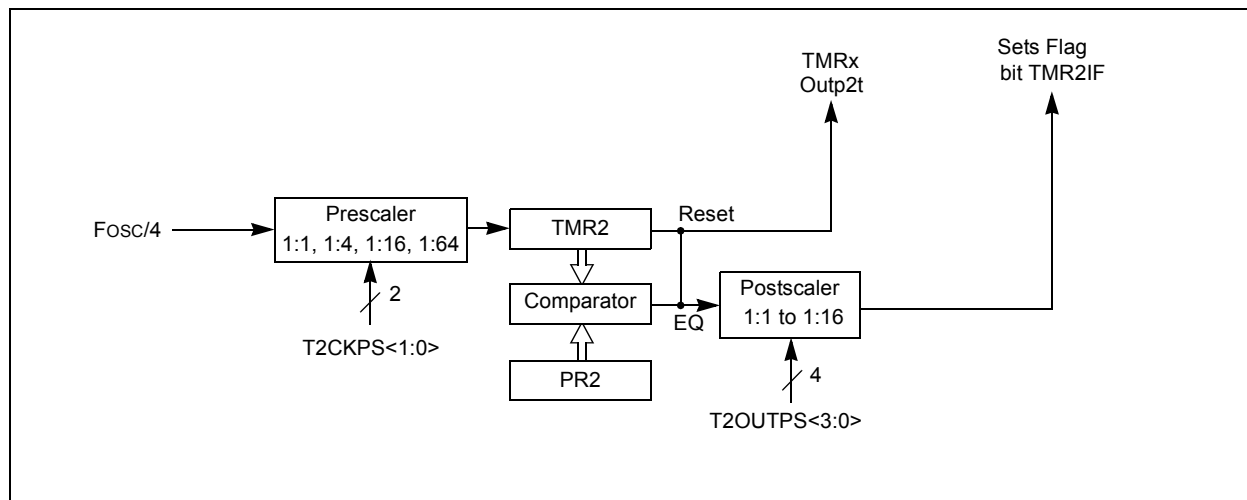 TMRx
Outp2t
Sets Flag
bit TMR2IF
Fosc/4
Prescaler
1:1, 1:4, 1:16, 1:64
2
T2CKPS<1:0>
TMR2
Reset
Comparator
EQ
PR2
Postscaler
1:1 to 1:16
4
T2OUTPS<3:0>